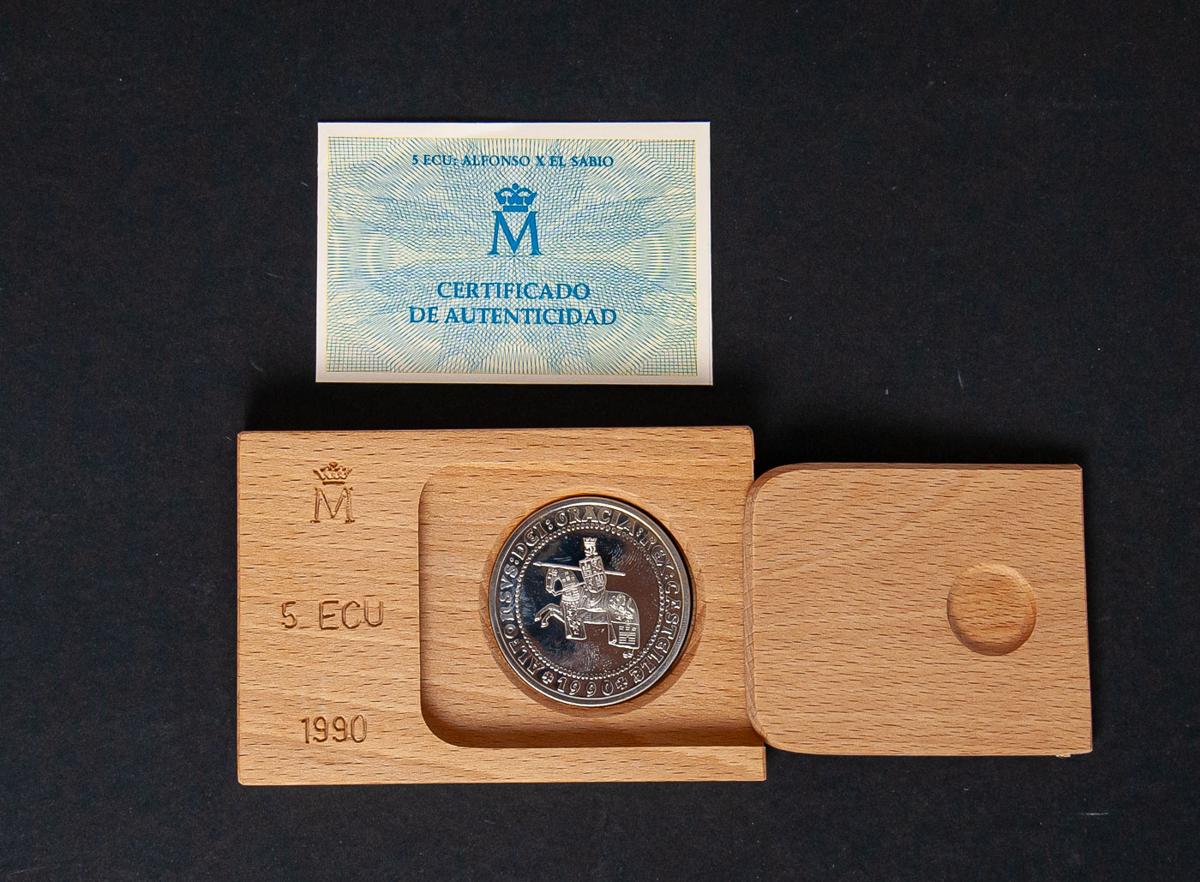 5 ECU: ALFONSO X EL SABIO
M
CERTIFICADO
DE AUTENTICIDAD
M
5 ECU
1990
ALFONSVS:DEI:GRACIA:REX:CASTELLE
1990